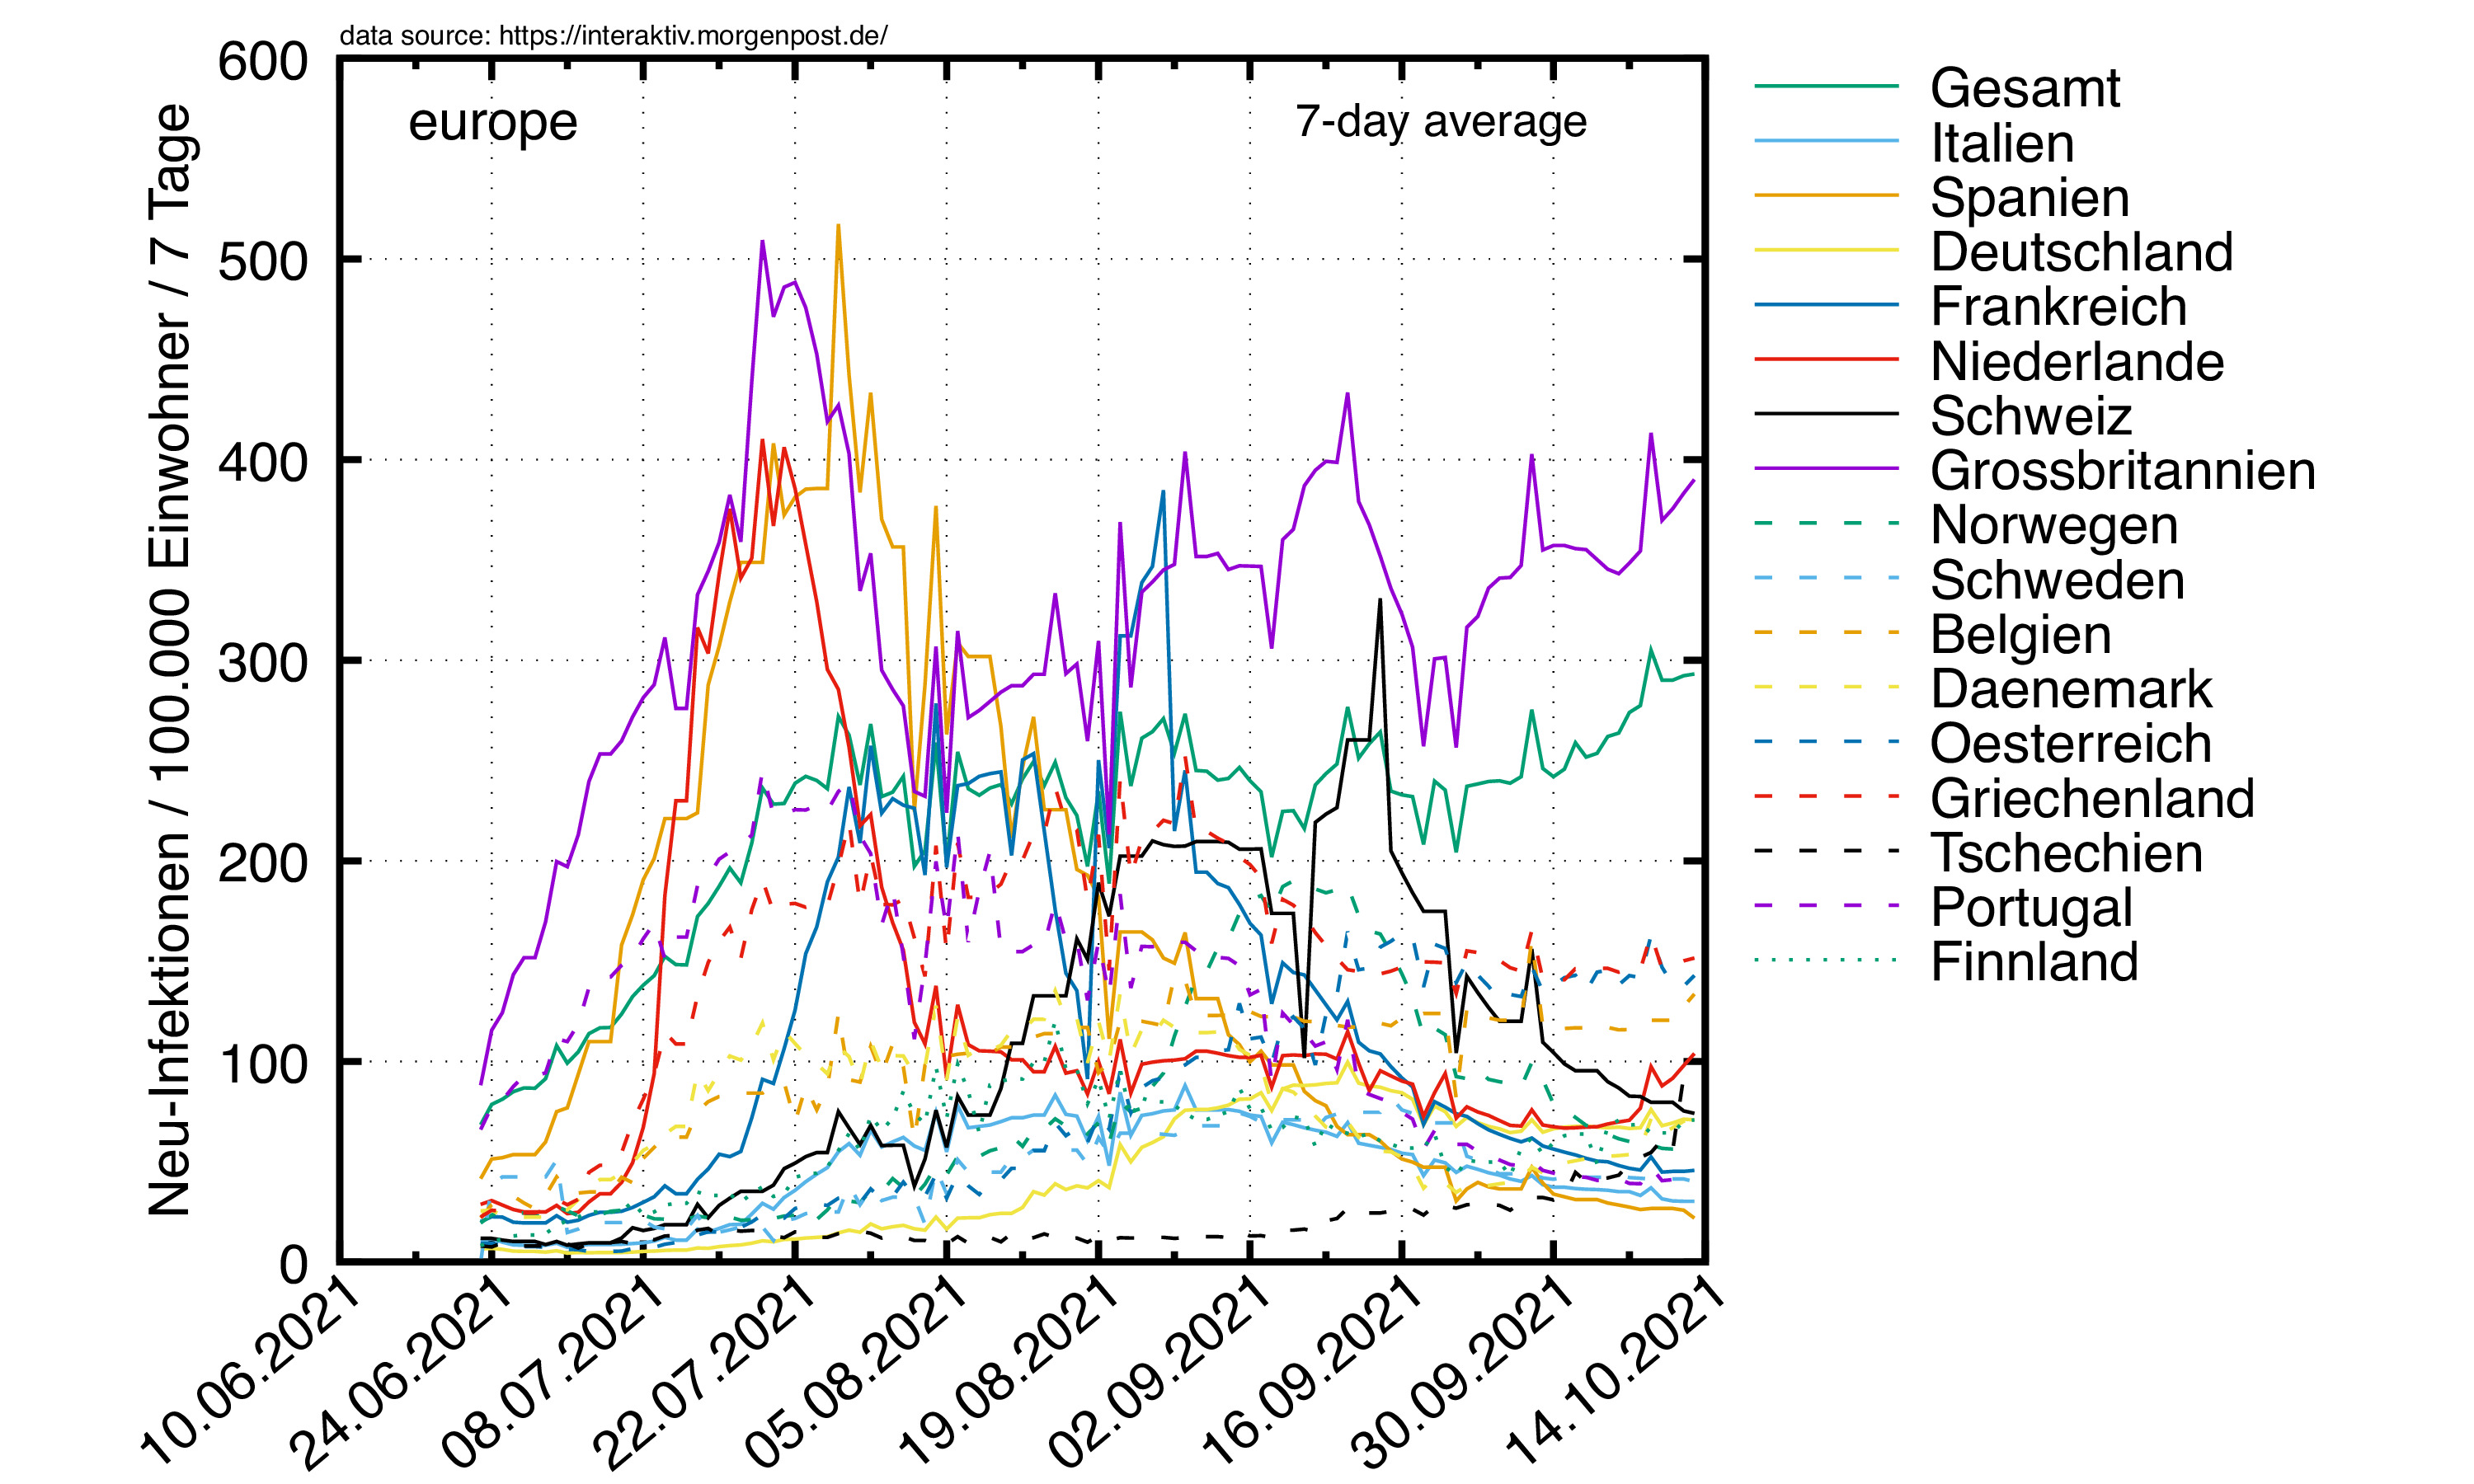 data source: https://interaktiv.morgenpost.de/
europe
7-day average
Neu-Infektionen / 100.000 Einwohner / 7 Tage
600
500
400
300
200
100
0
10.06.2021
24.06.2021
08.07.2021
22.07.2021
05.08.2021
19.08.2021
02.09.2021
16.09.2021
30.09.2021
14.10.2021
Gesamt
Italien
Spanien
Deutschland
Frankreich
Niederlande
Schweiz
Grossbritannien
Norwegen
Schweden
Belgien
Daenemark
Oesterreich
Griechenland
Tschechien
Portugal
Finnland